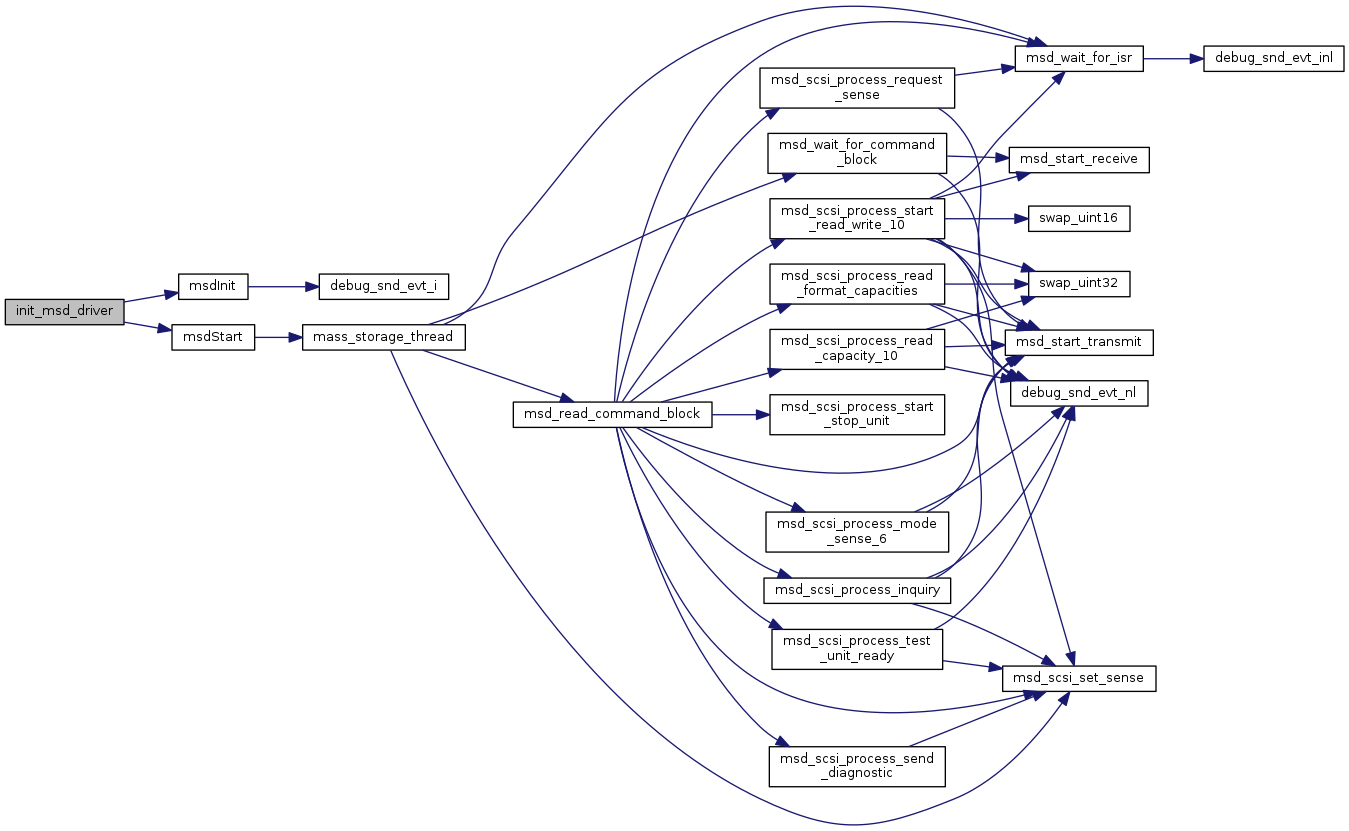 init_msd_driver
msdInit
msdStart
debug_snd_evt_i
mass_storage_thread
msd_read_command_block
msd_scsi_process_request
_sense
msd_wait_for_command
_block
msd_scsi_process_start
_read_write_10
msd_scsi_process_read
_format_capacities
msd_scsi_process_read
_capacity_10
msd_scsi_process_start
_stop_unit
msd_scsi_process_mode
_sense_6
msd_scsi_process_inquiry
msd_scsi_process_test
_unit_ready
msd_scsi_process_send
_diagnostic
msd_wait_for_isr
msd_start_receive
swap_uint16
swap_uint32
msd_start_transmit
debug_snd_evt_nl
msd_scsi_set_sense
debug_snd_evt_inl